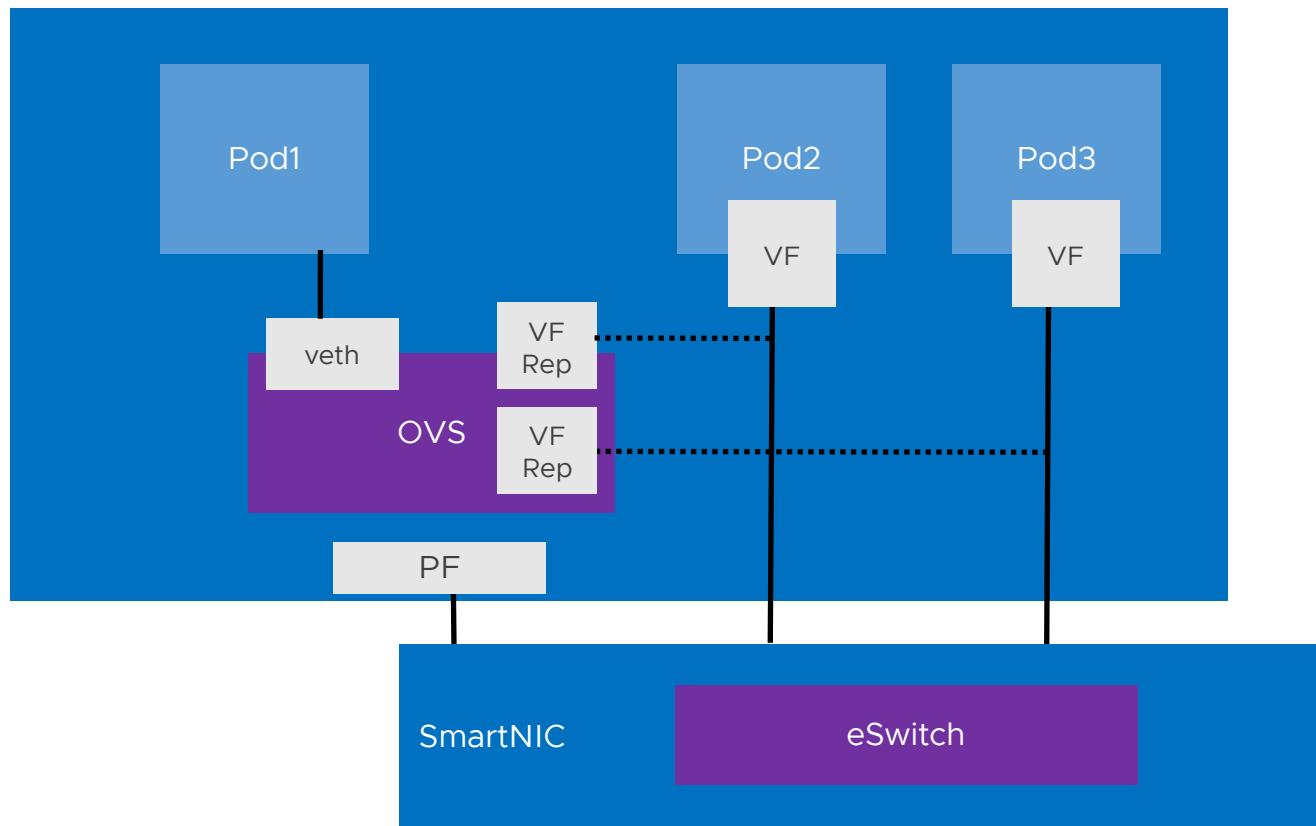 Pod1
Pod2
Pod3
VF
VF
veth
VF
Rep
OVS
VF
Rep
PF
SmartNIC
eSwitch